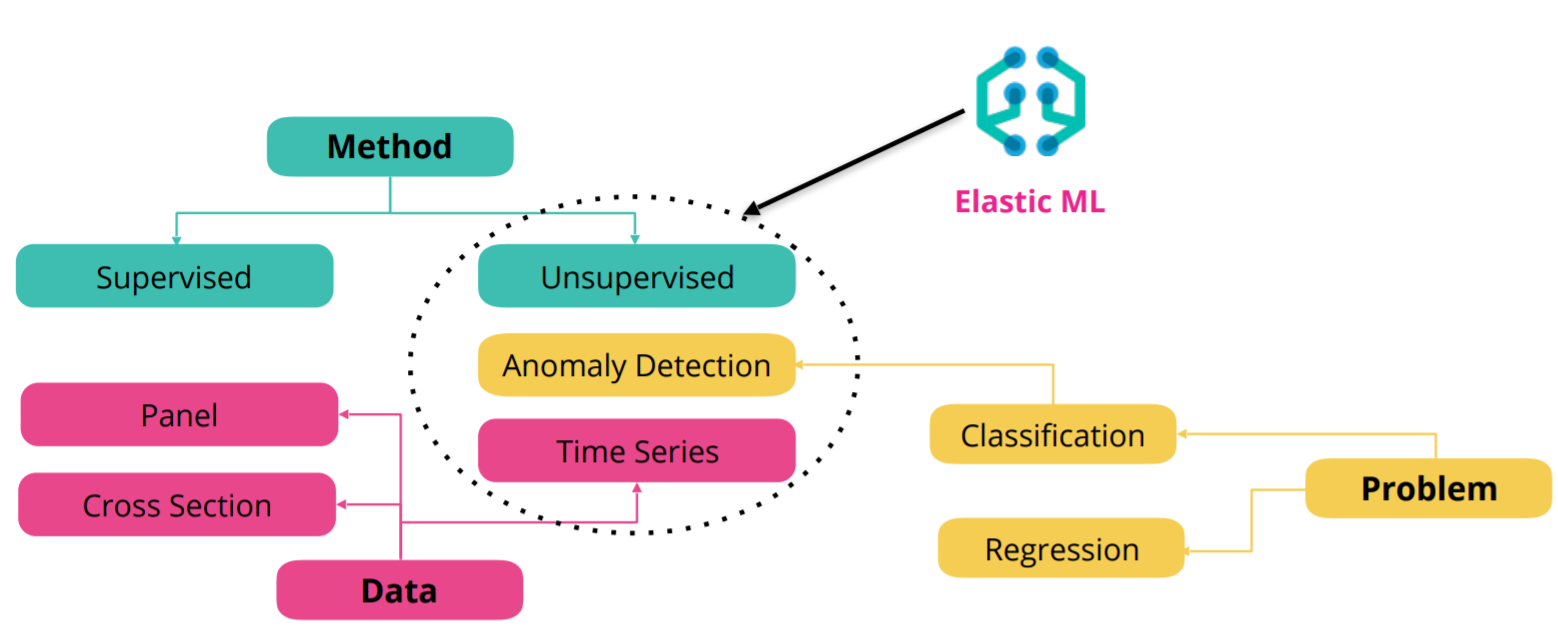 Method
Elastic ML
Supervised
Unsupervised
Anomaly Detection
Panel
Time Series
Classification
Cross Section
Problem
Regression
Data